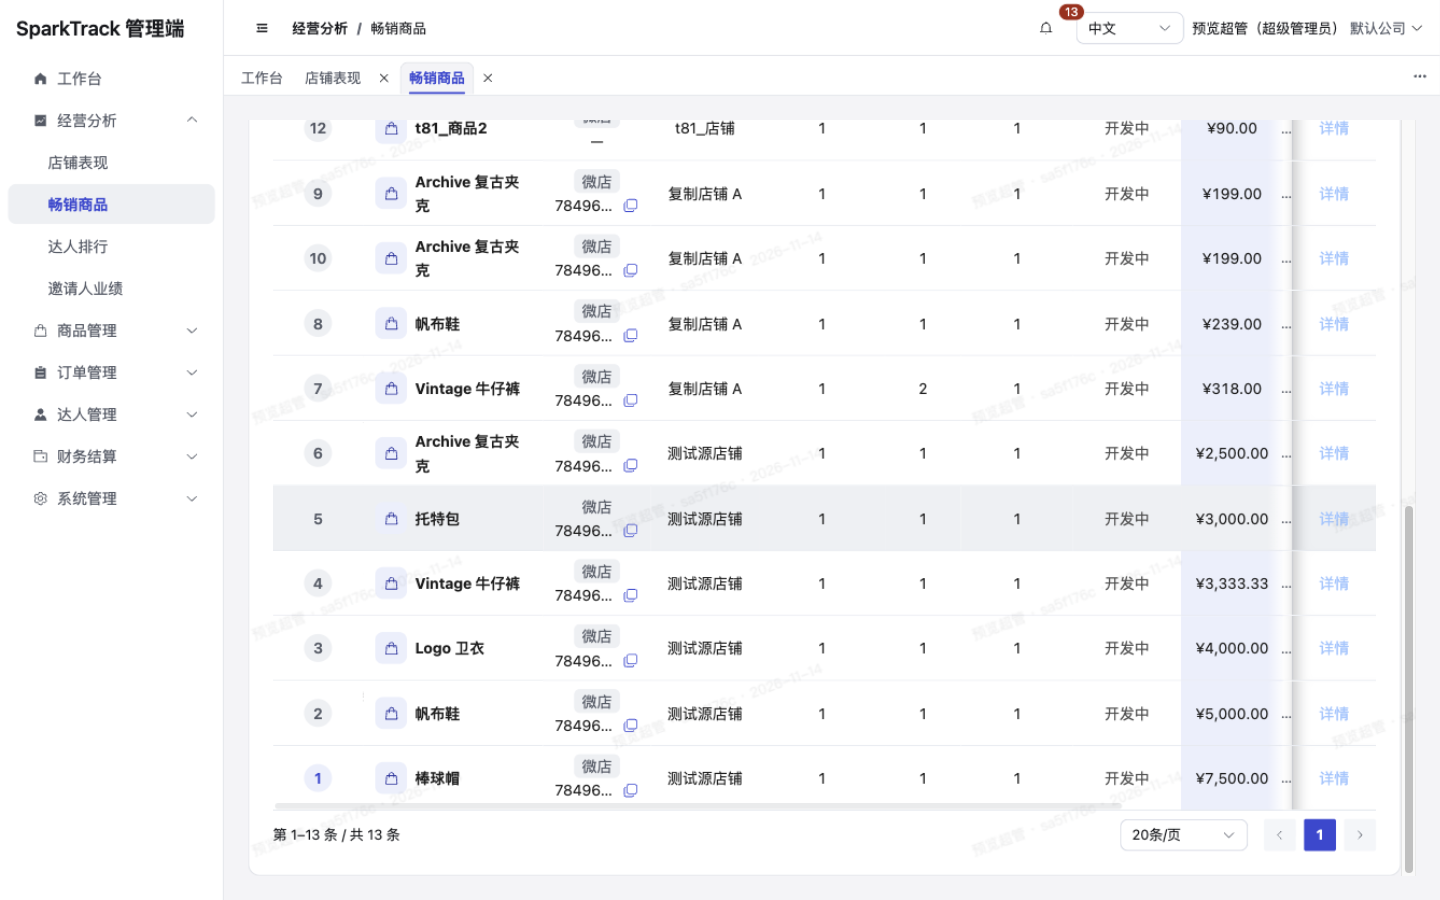 SparkTrack 管理端
经营分析 / 畅销商品
13
中文
预览超管（超级管理员）
默认公司
工作台
经营分析
店铺表现
畅销商品
达人排行
邀请人业绩
商品管理
订单管理
达人管理
财务结算
系统管理
工作台
店铺表现
畅销商品
12 t81_商品2 — t81_店铺 1 1 1 开发中 ¥90.00 ... 详情
9 Archive 复古夹克 微店 78496... 复制店铺 A 1 1 1 开发中 ¥199.00 ... 详情
10 Archive 复古夹克 微店 78496... 复制店铺 A 1 1 1 开发中 ¥199.00 ... 详情
8 帆布鞋 微店 78496... 复制店铺 A 1 1 1 开发中 ¥239.00 ... 详情
7 Vintage 牛仔裤 微店 78496... 复制店铺 A 1 2 1 开发中 ¥318.00 ... 详情
6 Archive 复古夹克 微店 78496... 测试源店铺 1 1 1 开发中 ¥2,500.00 ... 详情
5 托特包 微店 78496... 测试源店铺 1 1 1 开发中 ¥3,000.00 ... 详情
4 Vintage 牛仔裤 微店 78496... 测试源店铺 1 1 1 开发中 ¥3,333.33 ... 详情
3 Logo 卫衣 微店 78496... 测试源店铺 1 1 1 开发中 ¥4,000.00 ... 详情
2 帆布鞋 微店 78496... 测试源店铺 1 1 1 开发中 ¥5,000.00 ... 详情
1 棒球帽 微店 78496... 测试源店铺 1 1 1 开发中 ¥7,500.00 ... 详情
第 1–13 条 / 共 13 条
20条/页
1
预览超管 · sa5f176c · 2026-11-14